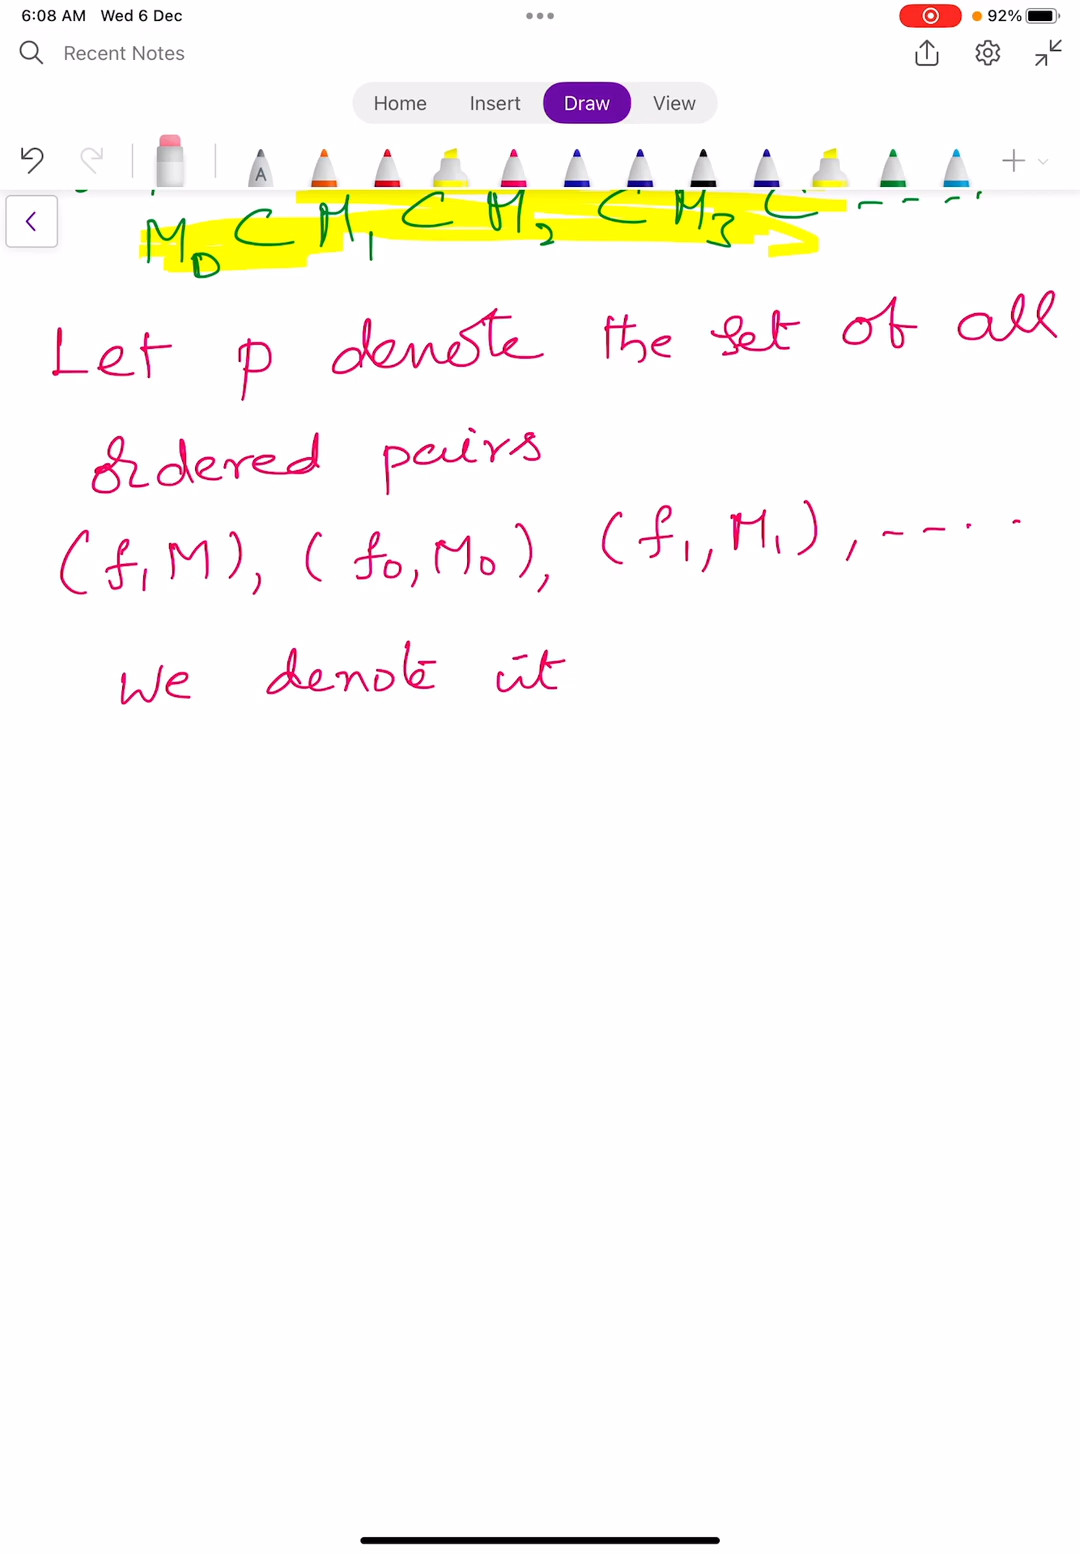 6:08 AM Wed 6 Dec
92%
Recent Notes
Home Insert Draw View
A
M₀ ⊂ M₁ ⊂ M₂ ⊂ M₃ ⊂ ----
Let p denote the set of all
ordered pairs
(f, M), (f₀, M₀), (f₁, M₁), ----
we denote it